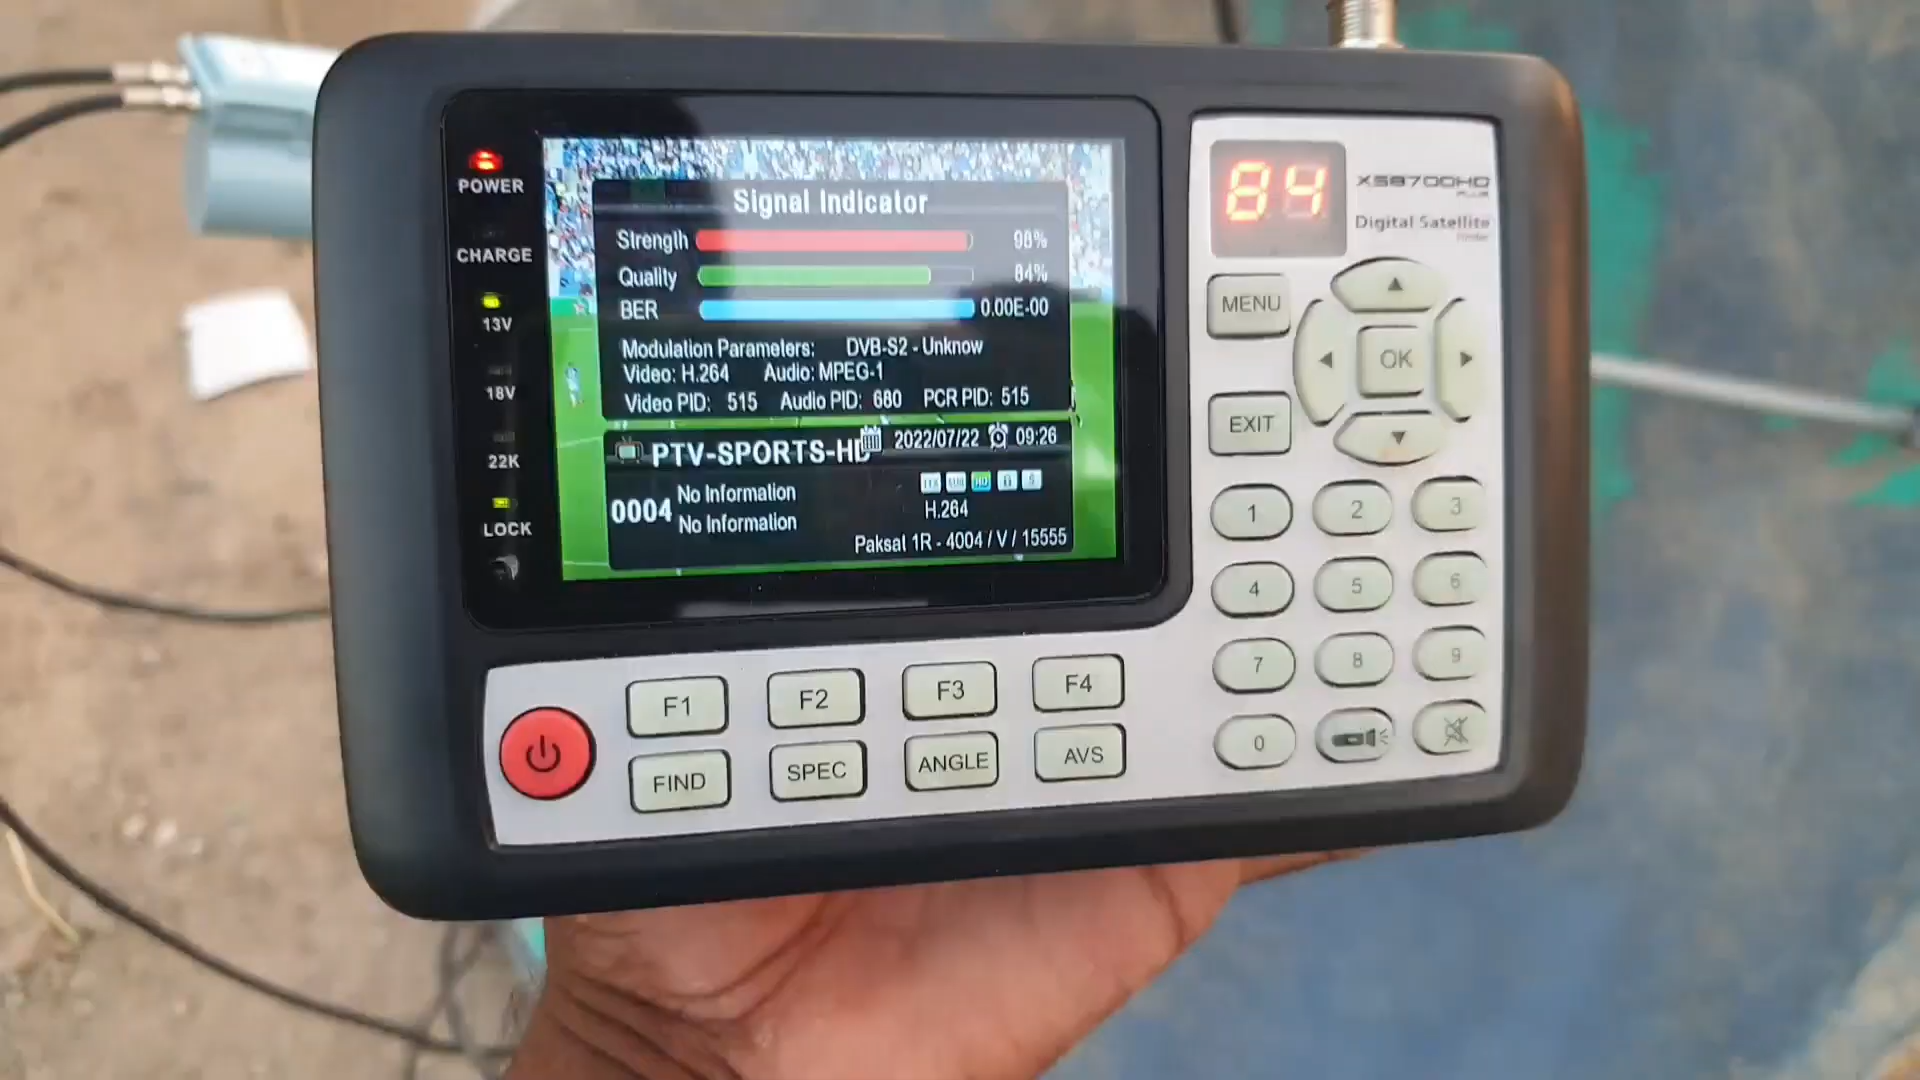 POWER
CHARGE
13V
18V
22K
LOCK
Signal Indicator
Strength 98%
Quality 84%
BER 0.00E-00
Modulation Parameters: DVB-S2 - Unknow
Video: H.264 Audio: MPEG-1
Video PID: 515 Audio PID: 680 PCR PID: 515
PTV-SPORTS-HD 2022/07/22 09:26
0004 No Information
No Information
HD
H.264
Paksat 1R - 4004 / V / 15555
84
XS8700HD
PLUS
Digital Satellite
Finder
MENU
OK
EXIT
1 2 3
4 5 6
7 8 9
0
F1 F2 F3 F4
FIND SPEC ANGLE AVS